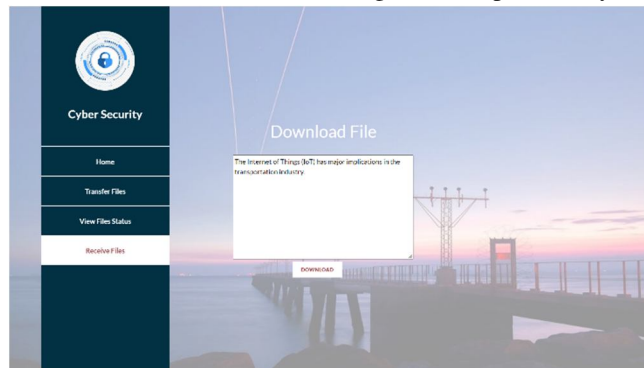 Cyber Security
Home
Transfer Files
View Files Status
Receive Files
Download File
The Internet of Things (IoT) has major implications in the
transportation industry.
DOWNLOAD